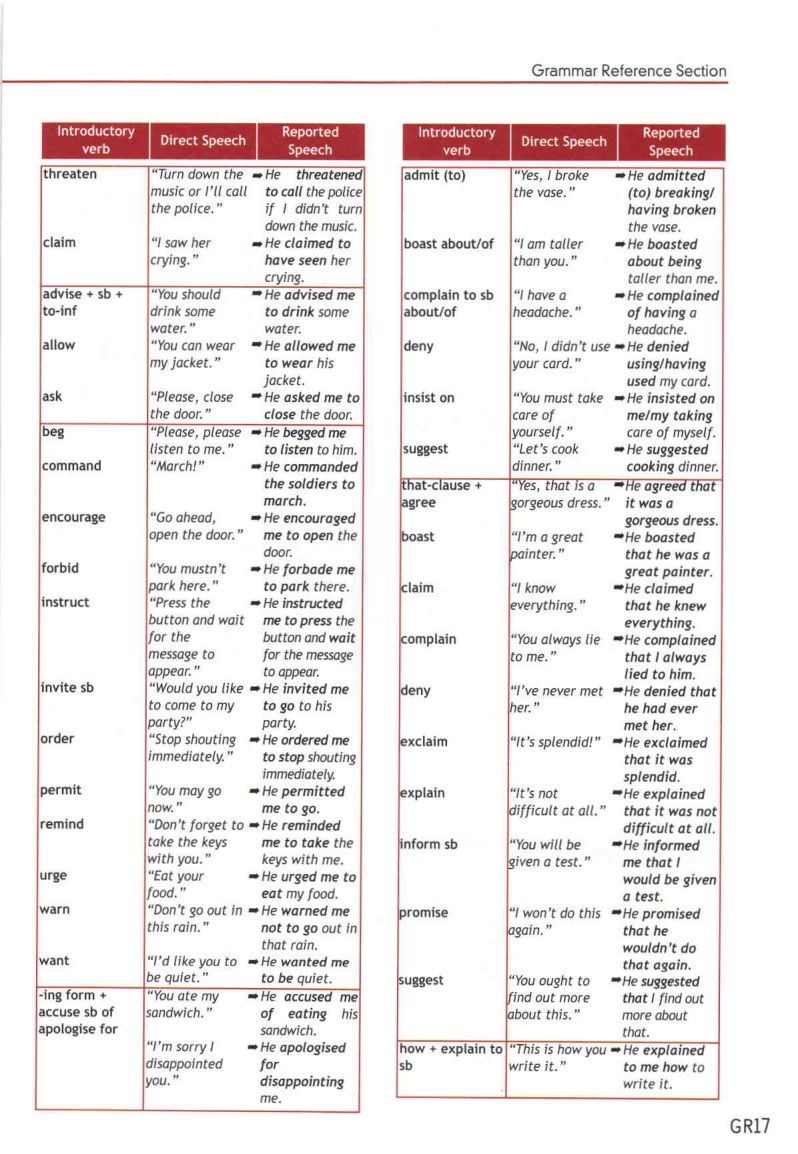 Grammar Reference Section
Introductory verb | Direct Speech | Reported Speech
threaten “Turn down the ➡ He threatened
music or I’ll call to call the police
the police.” if I didn’t turn
down the music.
claim “I saw her ➡ He claimed to
crying.” have seen her
crying.
advise + sb + “You should ➡ He advised me
to-inf drink some to drink some
water.” water.
allow “You can wear ➡ He allowed me
my jacket.” to wear his
jacket.
ask “Please, close ➡ He asked me to
the door.” close the door.
beg “Please, please ➡ He begged me
listen to me.” to listen to him.
command “March!” ➡ He commanded
the soldiers to
march.
encourage “Go ahead, ➡ He encouraged
open the door.” me to open the
door.
forbid “You mustn’t ➡ He forbade me
park here.” to park there.
instruct “Press the ➡ He instructed
button and wait me to press the
for the button and wait
message to for the message
appear.” to appear.
invite sb “Would you like ➡ He invited me
to come to my to go to his
party?” party.
order “Stop shouting ➡ He ordered me
immediately.” to stop shouting
immediately.
permit “You may go ➡ He permitted
now.” me to go.
remind “Don’t forget to ➡ He reminded
take the keys me to take the
with you.” keys with me.
urge “Eat your ➡ He urged me to
food.” eat my food.
warn “Don’t go out in ➡ He warned me
this rain.” not to go out in
that rain.
want “I’d like you to ➡ He wanted me
be quiet.” to be quiet.
-ing form + “You ate my ➡ He accused me
accuse sb of sandwich.” of eating his
apologise for sandwich.
“I’m sorry I ➡ He apologised
disappointed for
you.” disappointing
me.
Introductory verb | Direct Speech | Reported Speech
admit (to) “Yes, I broke ➡ He admitted
the vase.” (to) breaking/
having broken
the vase.
boast about/of “I am taller ➡ He boasted
than you.” about being
taller than me.
complain to sb “I have a ➡ He complained
about/of headache.” of having a
headache.
deny “No, I didn’t use ➡ He denied
your card.” using/having
used my card.
insist on “You must take ➡ He insisted on
care of me/my taking
yourself.” care of myself.
suggest “Let’s cook ➡ He suggested
dinner.” cooking dinner.
that-clause + “Yes, that is a ➡ He agreed that
agree gorgeous dress.” it was a
gorgeous dress.
boast “I’m a great ➡ He boasted
painter.” that he was a
great painter.
claim “I know ➡ He claimed
everything.” that he knew
everything.
complain “You always lie ➡ He complained
to me.” that I always
lied to him.
deny “I’ve never met ➡ He denied that
her.” he had ever
met her.
exclaim “It’s splendid!” ➡ He exclaimed
that it was
splendid.
explain “It’s not ➡ He explained
difficult at all.” that it was not
difficult at all.
inform sb “You will be ➡ He informed
given a test.” me that I
would be given
a test.
promise “I won’t do this ➡ He promised
again.” that he
wouldn’t do
that again.
suggest “You ought to ➡ He suggested
find out more that I find out
about this.” more about
that.
how + explain to “This is how you ➡ He explained
sb write it.” to me how to
write it.
GR17